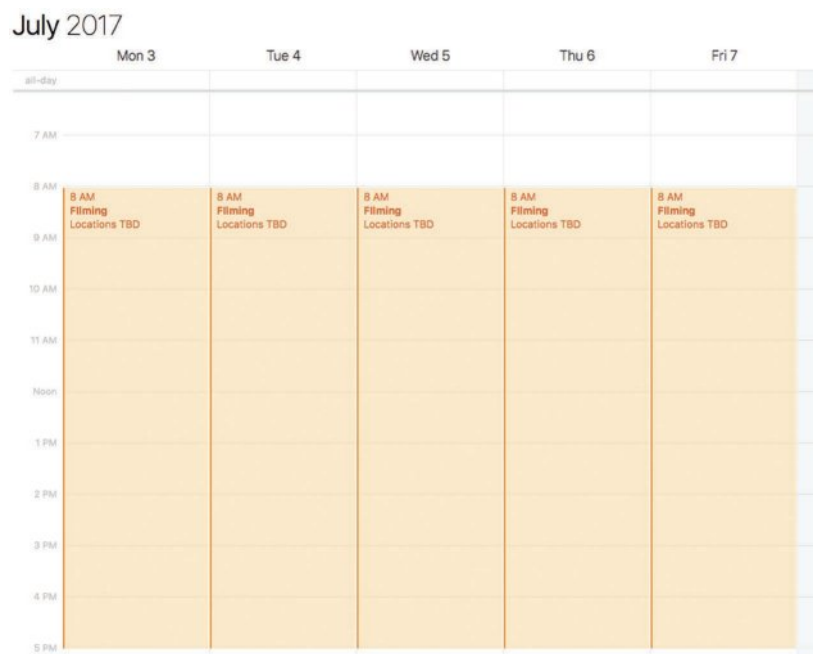 July 2017
Mon 3 Tue 4 Wed 5 Thu 6 Fri 7
all-day
7 AM
8 AM
8 AM 8 AM 8 AM 8 AM 8 AM
FIlming FIlming FIlming FIlming FIlming
Locations TBD Locations TBD Locations TBD Locations TBD Locations TBD
9 AM
10 AM
11 AM
Noon
1 PM
2 PM
3 PM
4 PM
5 PM